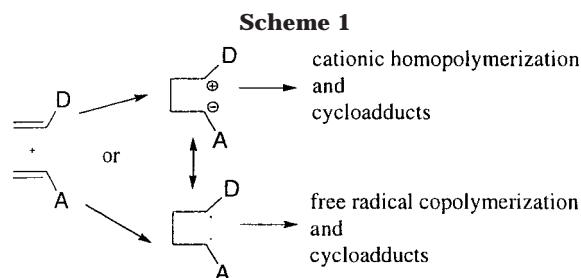 Scheme 1
D
+
A
or
D
⊕
⊖
A
D
A
cationic homopolymerization
and
cycloadducts
free radical copolymerization
and
cycloadducts